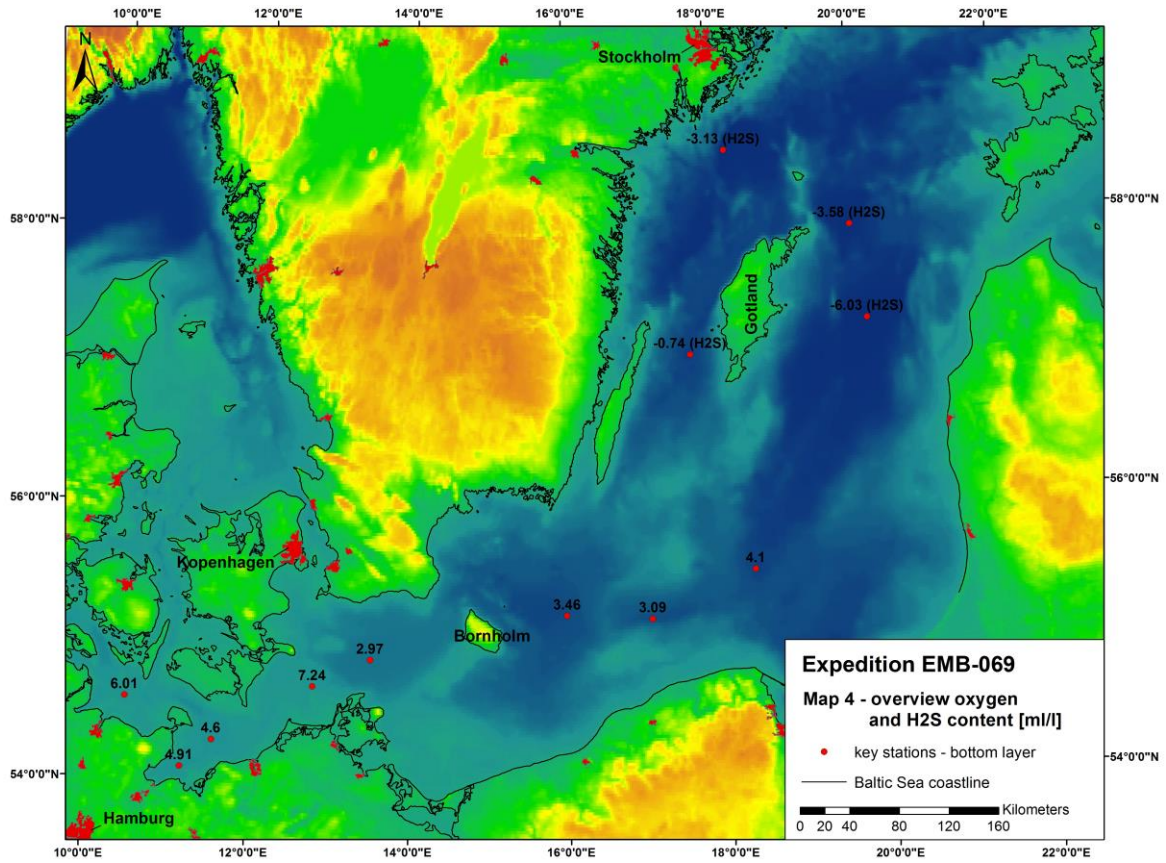 10°0'0"E 12°0'0"E 14°0'0"E 16°0'0"E 18°0'0"E 20°0'0"E 22°0'0"E
N
Stockholm
-3.13 (H2S)
58°0'0"N
58°0'0"N
-3.58 (H2S)
Gotland
-6.03 (H2S)
-0.74 (H2S)
56°0'0"N
56°0'0"N
Kopenhagen
4.1
3.46
3.09
Bornholm
2.97
7.24
6.01
4.6
4.91
54°0'0"N
54°0'0"N
Hamburg
Expedition EMB-069
Map 4 - overview oxygen
and H2S content [ml/l]
key stations - bottom layer
Baltic Sea coastline
Kilometers
0 20 40 80 120 160
10°0'0"E 12°0'0"E 14°0'0"E 16°0'0"E 18°0'0"E 20°0'0"E 22°0'0"E